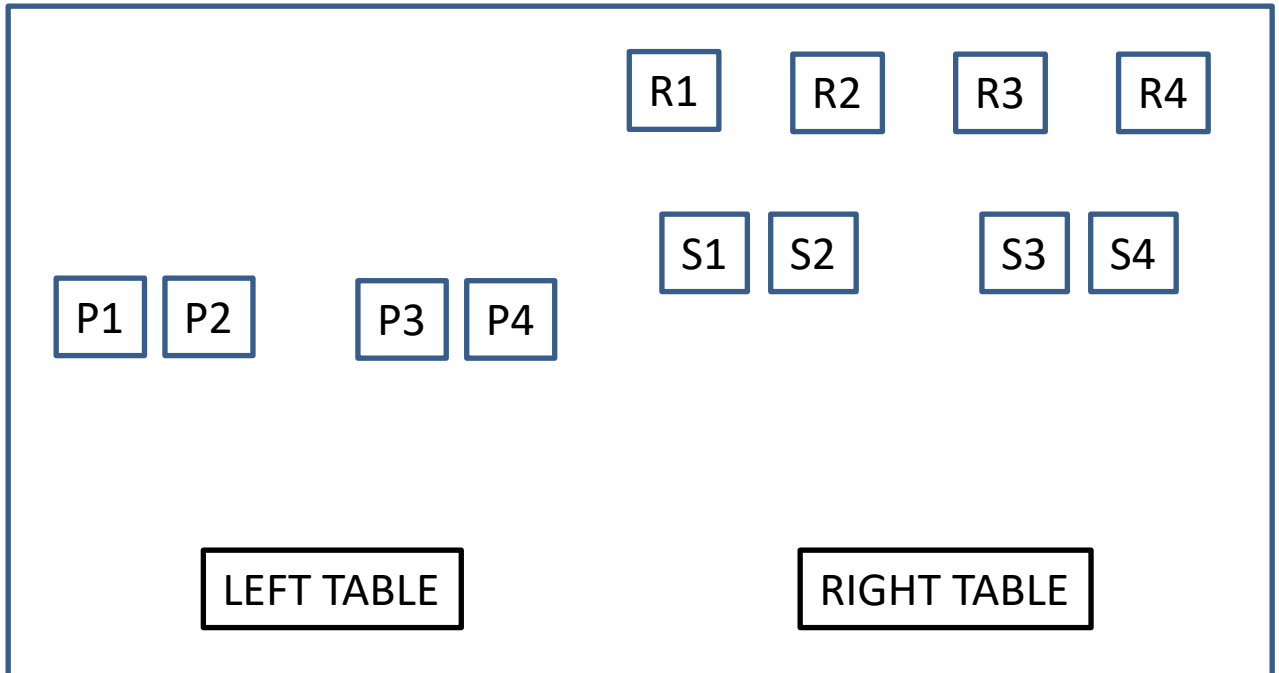 R1 R2 R3 R4
S1 S2 S3 S4
P1 P2 P3 P4
LEFT TABLE RIGHT TABLE